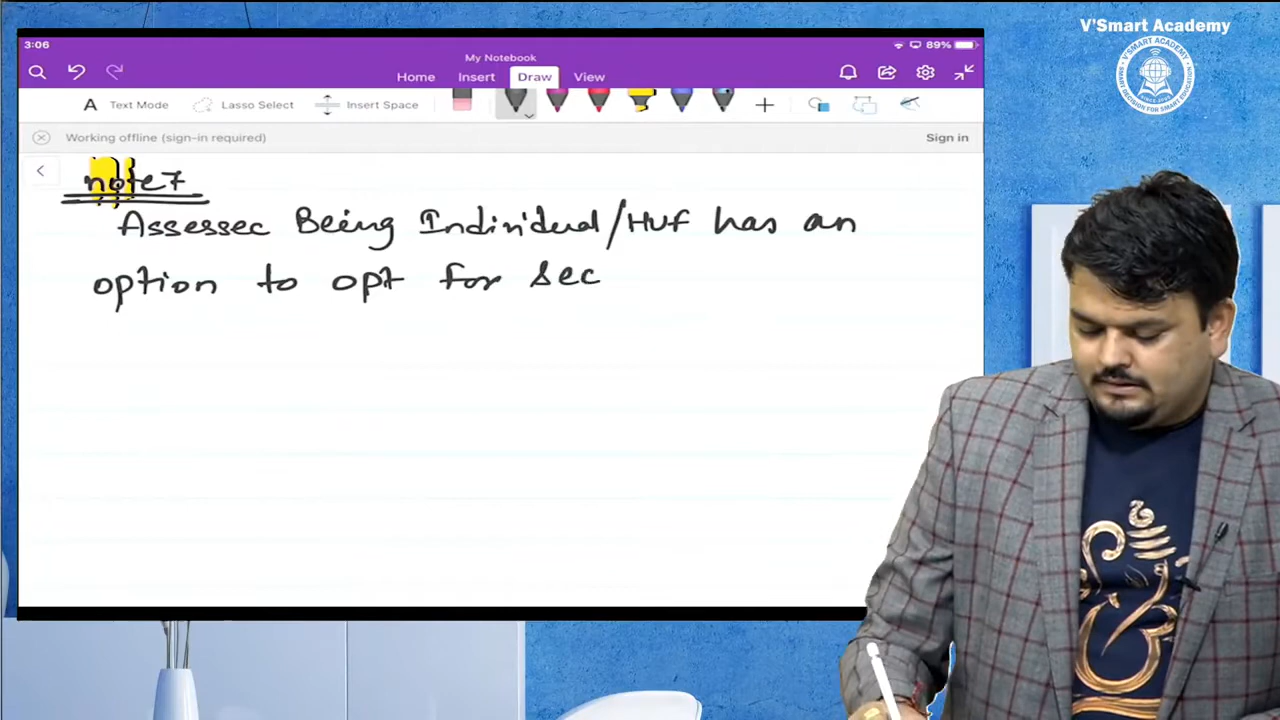 V'Smart Academy
3:06
89%
My Notebook
Home Insert Draw View
A Text Mode Lasso Select Insert Space
Working offline (sign-in required) Sign in
note7
Assessec Being Individual/HUF has an
option to opt for sec